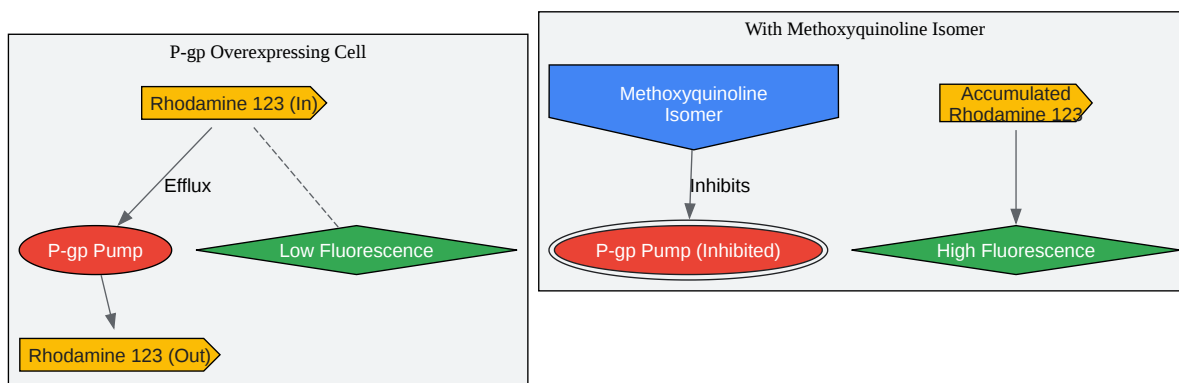 P-gp Overexpressing Cell
Rhodamine 123 (In)
Efflux
P-gp Pump
Low Fluorescence
Rhodamine 123 (Out)
With Methoxyquinoline Isomer
Methoxyquinoline
Isomer
Accumulated
Rhodamine 123
Inhibits
P-gp Pump (Inhibited)
High Fluorescence